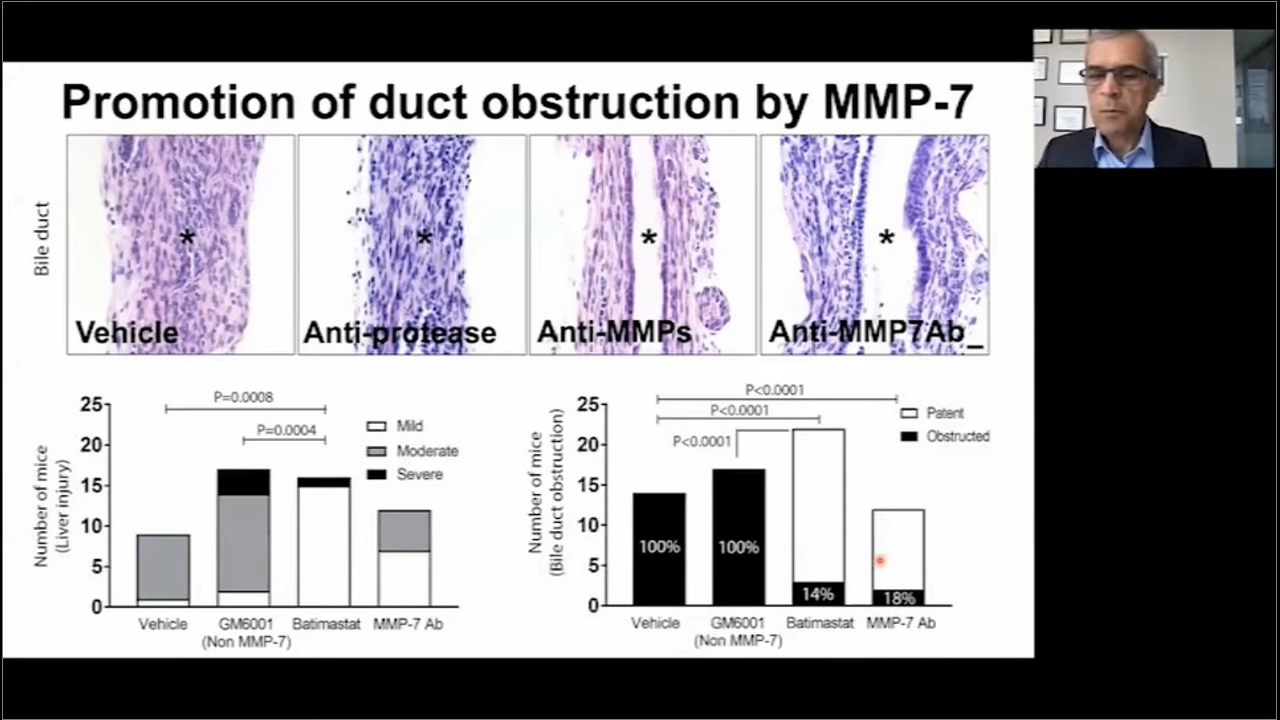 Promotion of duct obstruction by MMP-7
Bile duct
*
*
*
*
Vehicle
Anti-protease
Anti-MMPs
Anti-MMP7Ab_
Number of mice
(Liver injury)
25
20
15
10
5
0
P=0.0008
P=0.0004
Mild
Moderate
Severe
Vehicle
GM6001
(Non MMP-7)
Batimastat
MMP-7 Ab
Number of mice
(Bile duct obstruction)
25
20
15
10
5
0
P<0.0001
P<0.0001
P<0.0001
Patent
Obstructed
100%
100%
14%
18%
Vehicle
GM6001
(Non MMP-7)
Batimastat
MMP-7 Ab